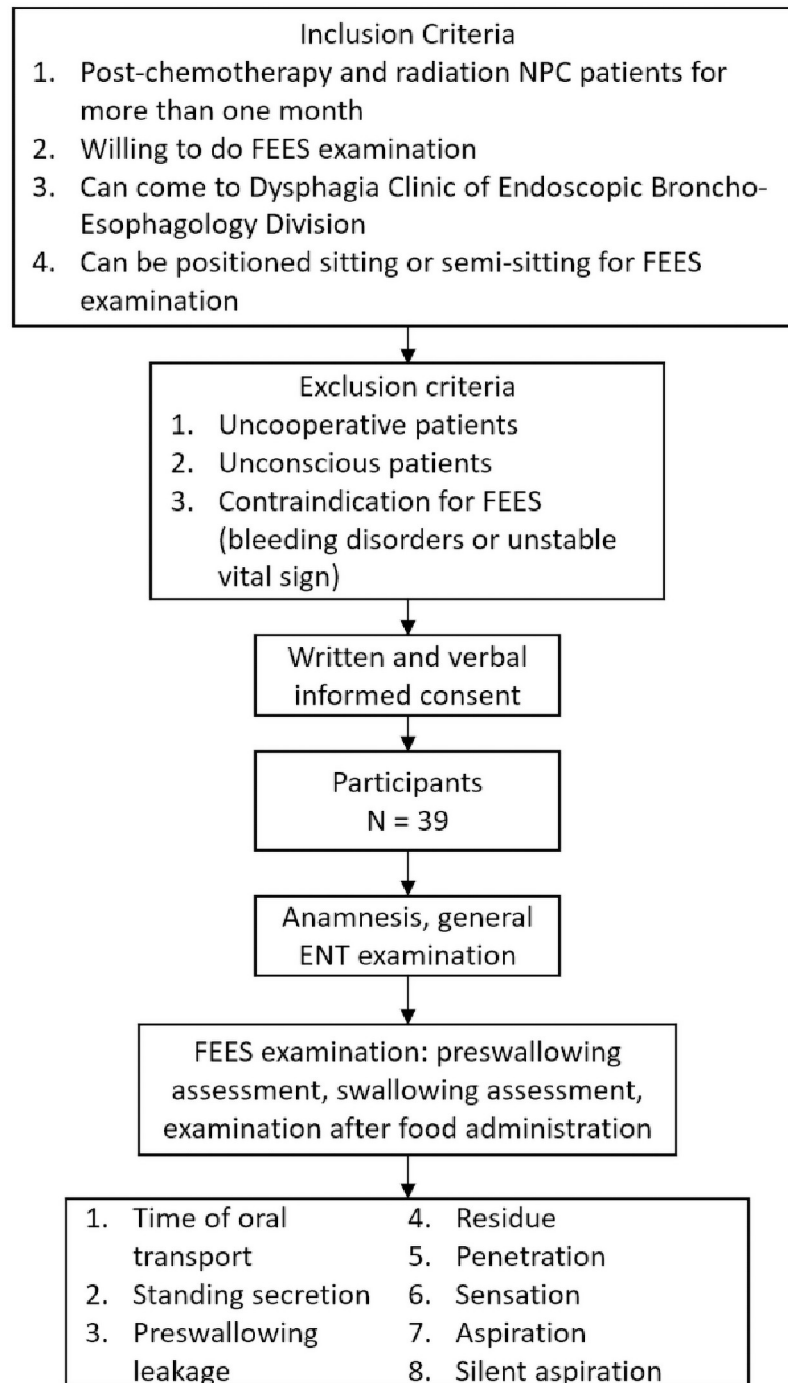 Inclusion Criteria
1. Post-chemotherapy and radiation NPC patients for
more than one month
2. Willing to do FEES examination
3. Can come to Dysphagia Clinic of Endoscopic Broncho-
Esophagology Division
4. Can be positioned sitting or semi-sitting for FEES
examination
Exclusion criteria
1. Uncooperative patients
2. Unconscious patients
3. Contraindication for FEES
(bleeding disorders or unstable
vital sign)
Written and verbal
informed consent
Participants
N = 39
Anamnesis, general
ENT examination
FEES examination: preswallowing
assessment, swallowing assessment,
examination after food administration
1. Time of oral
transport
2. Standing secretion
3. Preswallowing
leakage
4. Residue
5. Penetration
6. Sensation
7. Aspiration
8. Silent aspiration